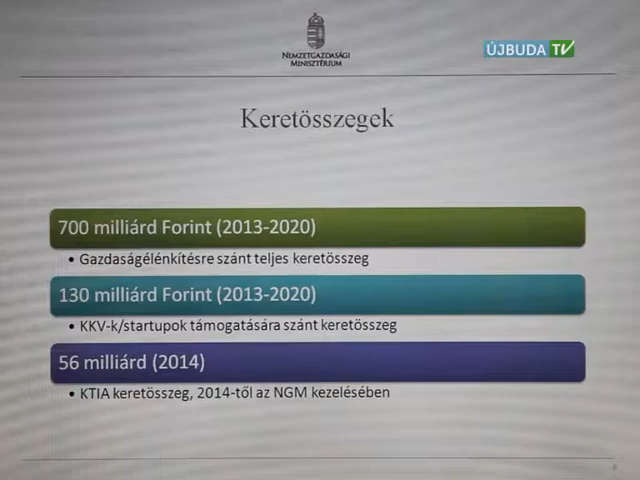 NEMZETGAZDASÁGI
MINISZTÉRIUM
ÚJBUDA TV
Keretösszegek
700 milliárd Forint (2013-2020)
• Gazdaságélénkítésre szánt teljes keretösszeg
130 milliárd Forint (2013-2020)
• KKV-k/startupok támogatására szánt keretösszeg
56 milliárd (2014)
• KTIA keretösszeg, 2014-től az NGM kezelésében